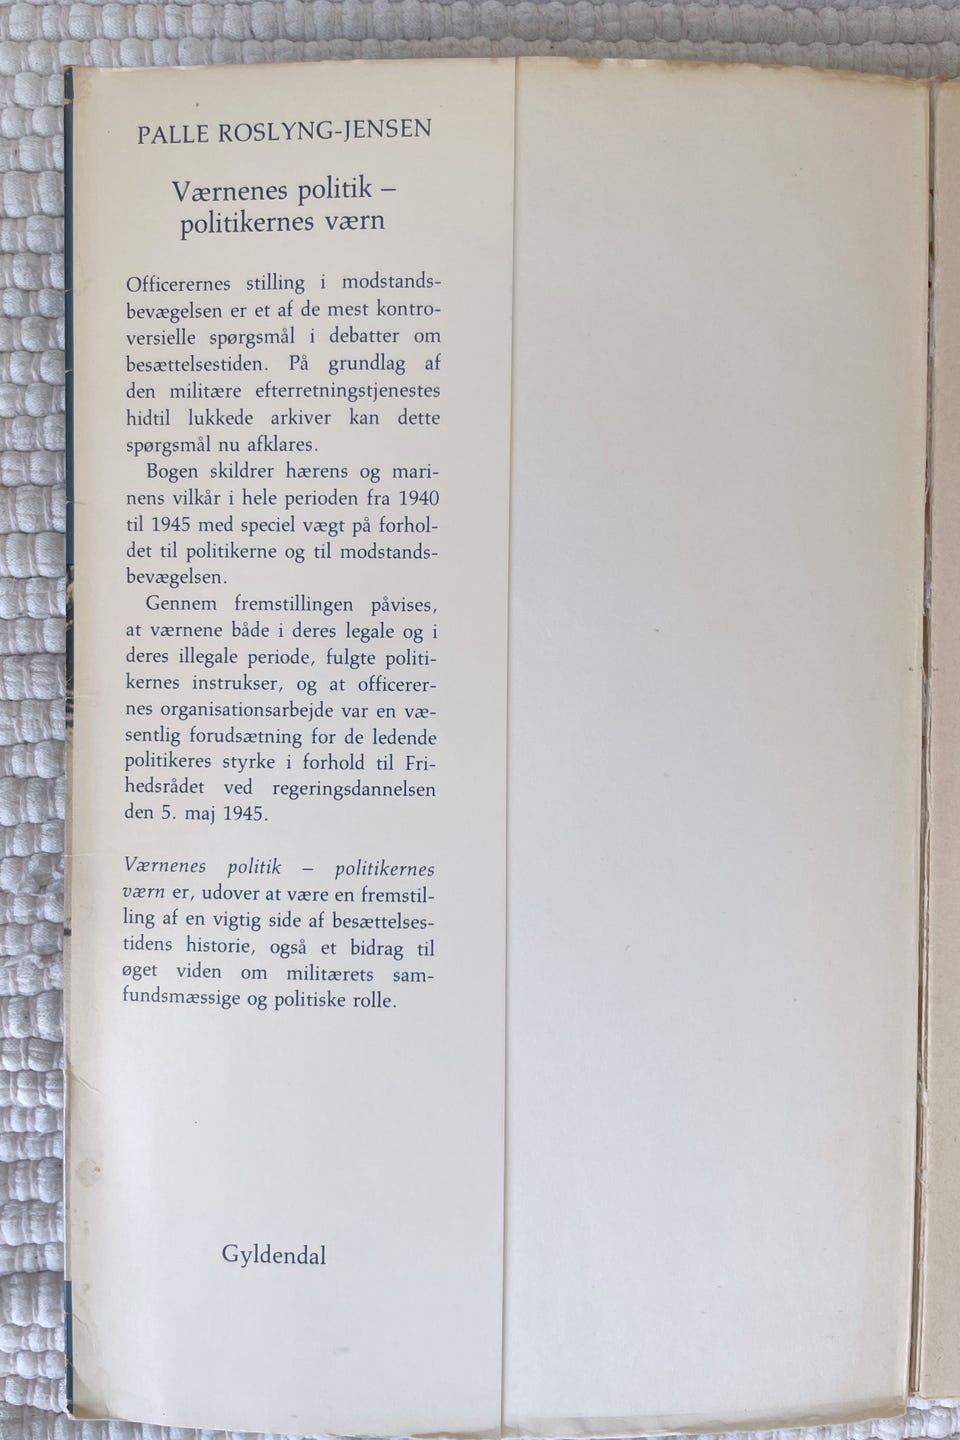 PALLE ROSLYNG-JENSEN
Værnenes politik –
politikernes værn
Officerernes stilling i modstands-
bevægelsen er et af de mest kontro-
versielle spørgsmål i debatter om
besættelsestiden. På grundlag af
den militære efterretningstjenestes
hidtil lukkede arkiver kan dette
spørgsmål nu afklares.
Bogen skildrer hærens og mari-
nens vilkår i hele perioden fra 1940
til 1945 med speciel vægt på forhol-
det til politikerne og til modstands-
bevægelsen.
Gennem fremstillingen påvises,
at værnene både i deres legale og i
deres illegale periode, fulgte politi-
kernes instrukser, og at officerer-
nes organisationsarbejde var en væ-
sentlig forudsætning for de ledende
politikeres styrke i forhold til Fri-
hedsrådet ved regeringsdannelsen
den 5. maj 1945.
Værnenes politik – politikernes
værn er, udover at være en fremstil-
ling af en vigtig side af besættelses-
tidens historie, også et bidrag til
øget viden om militærets sam-
fundsmæssige og politiske rolle.
Gyldendal